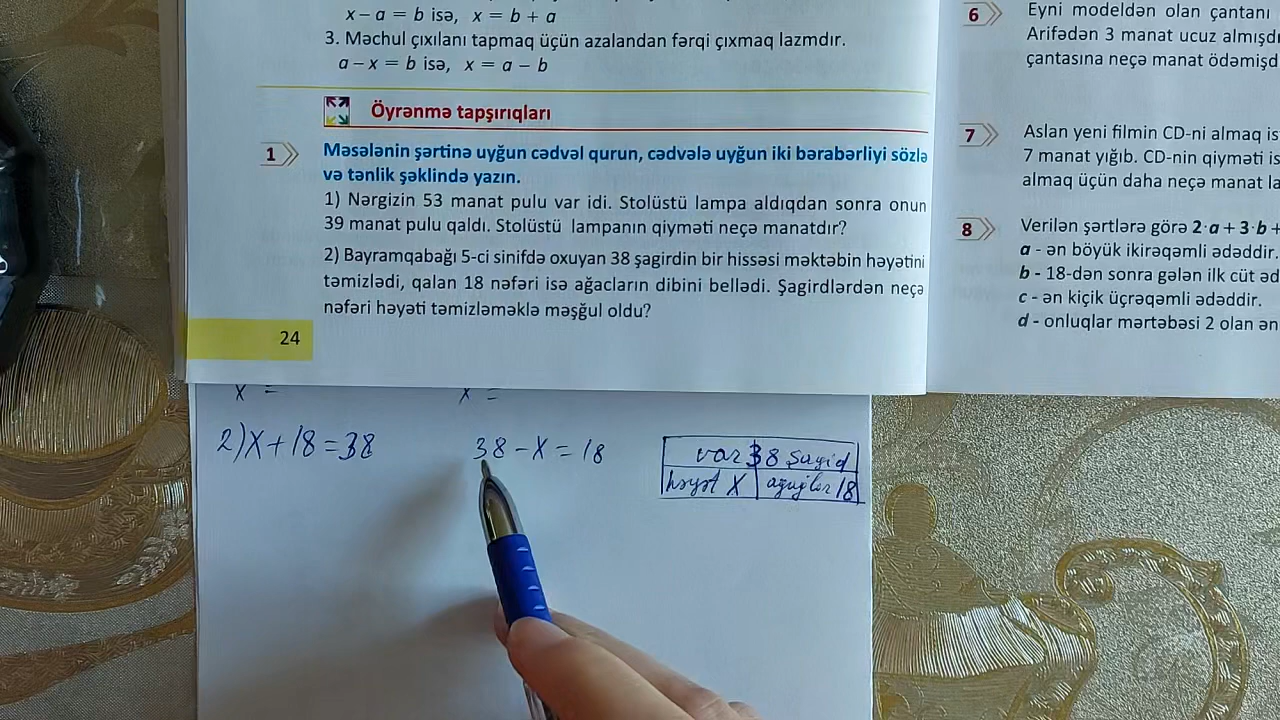 x – a = b isə, x = b + a
3. Məchul çıxılanı tapmaq üçün azalandan fərqi çıxmaq lazmdır.
a – x = b isə, x = a – b
Öyrənmə tapşırıqları
1 Məsələnin şərtinə uyğun cədvəl qurun, cədvələ uyğun iki bərabərliyi sözlə
və tənlik şəklində yazın.
1) Nərgizin 53 manat pulu var idi. Stolüstü lampa aldıqdan sonra onun
39 manat pulu qaldı. Stolüstü lampanın qiyməti neçə manatdır?
2) Bayramqabağı 5-ci sinifdə oxuyan 38 şagirdin bir hissəsi məktəbin həyətini
təmizlədi, qalan 18 nəfəri isə ağacların dibini bellədi. Şagirdlərdən neçə
nəfəri həyəti təmizləməklə məşğul oldu?
24
6 Eyni modeldən olan çantanı
Arifədən 3 manat ucuz almışdı
çantasına neçə manat ödəmişd
7 Aslan yeni filmin CD-ni almaq is
7 manat yığıb. CD-nin qiyməti is
almaq üçün daha neçə manat la
8 Verilən şərtlərə görə 2·a + 3·b +
a - ən böyük ikirəqəmli ədəddir.
b - 18-dən sonra gələn ilk cüt əd
c - ən kiçik üçrəqəmli ədəddir.
d - onluqlar mərtəbəsi 2 olan ən
x = x =
2) x + 18 = 38 38 – x = 18
var 38 şagid
həyət x ağaçlar 18